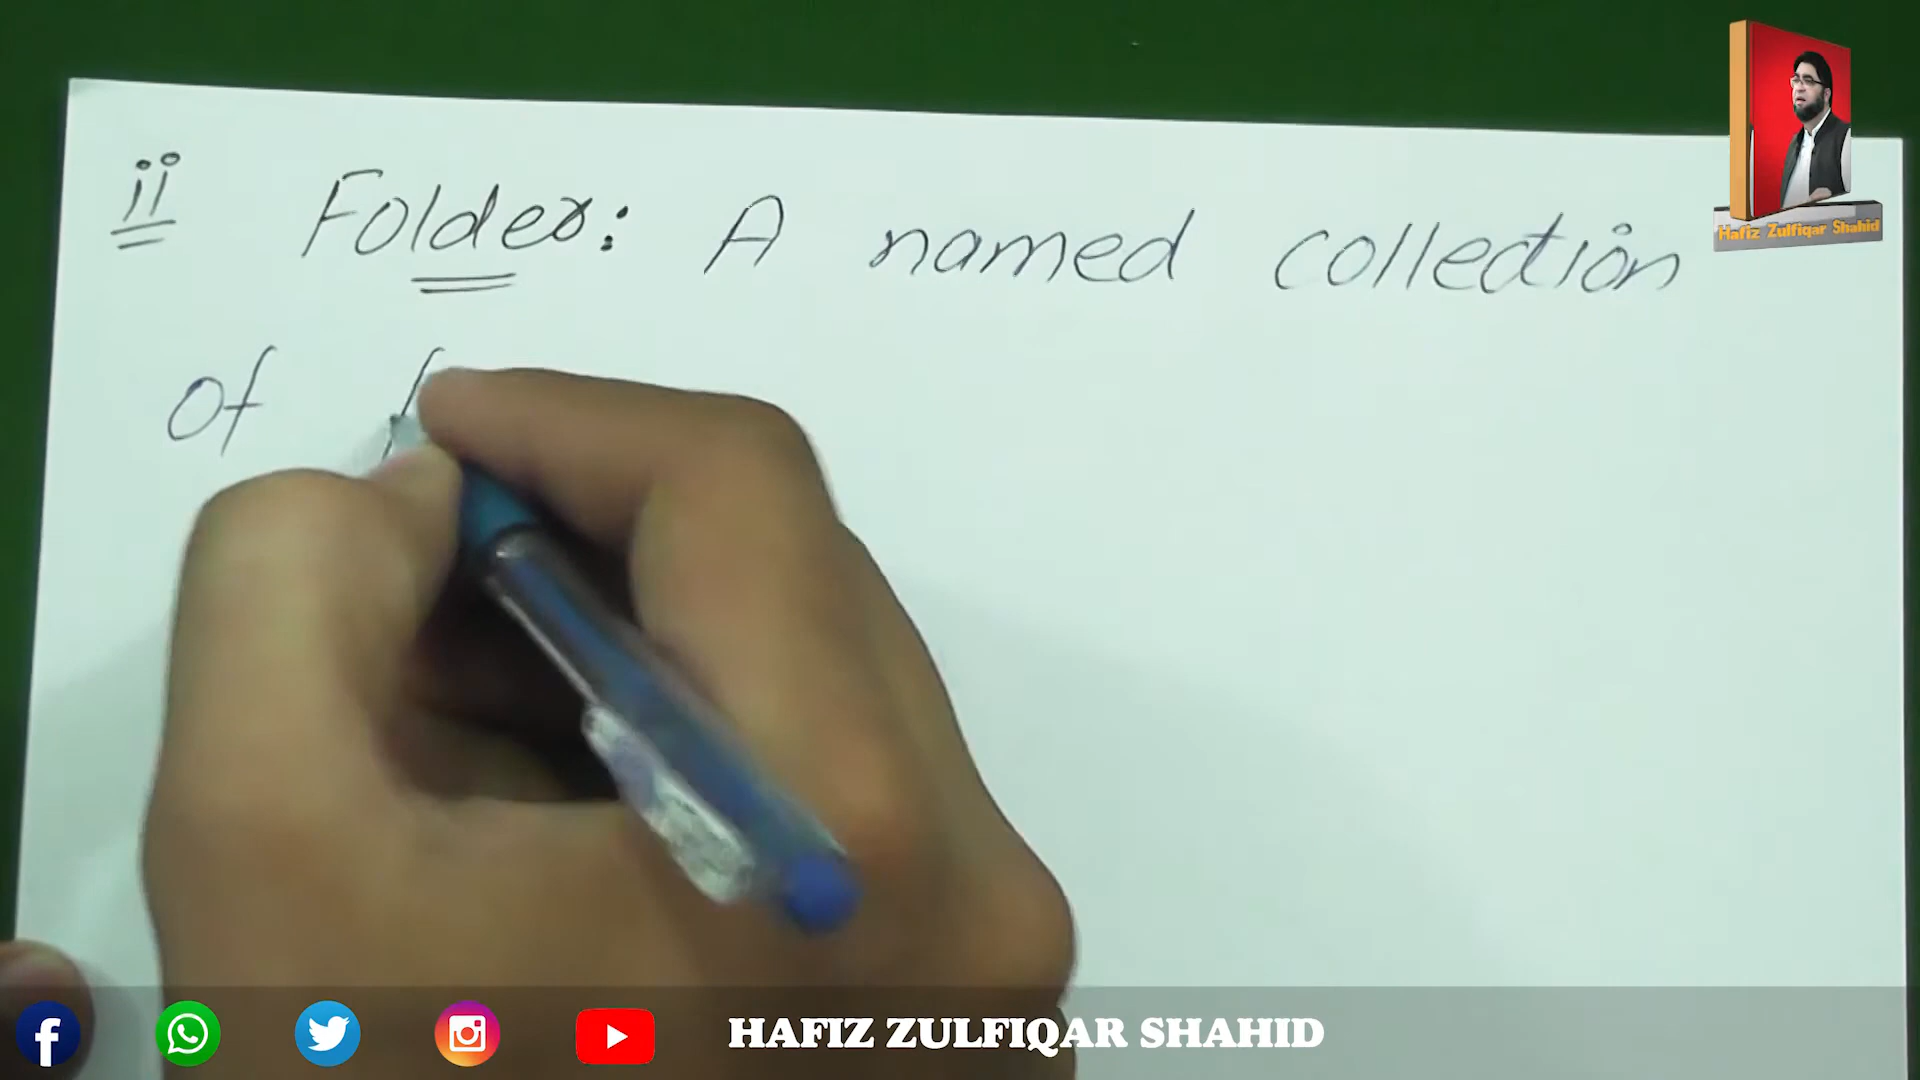 Hafiz Zulfiqar Shahid
ii Folder: A named collection
of
HAFIZ ZULFIQAR SHAHID